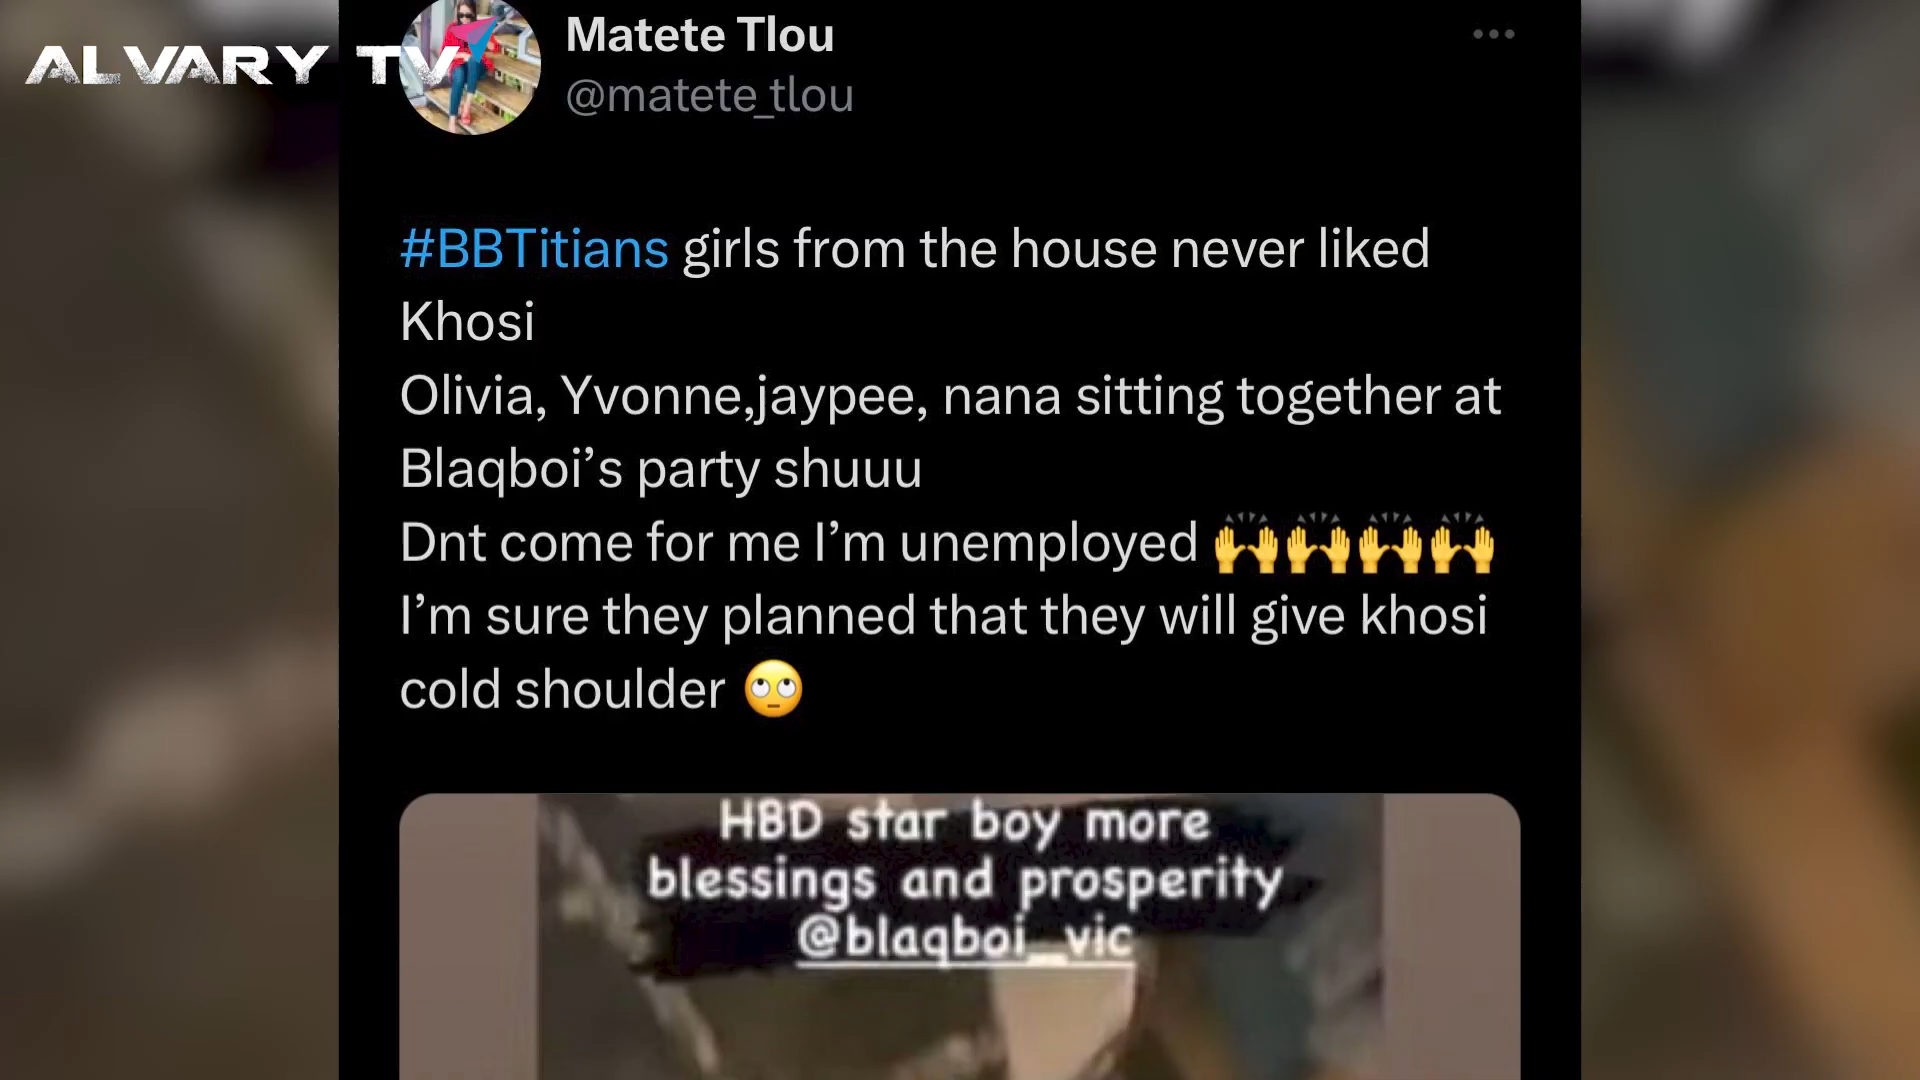 ALVARY TV
Matete Tlou
@matete_tlou
#BBTitians girls from the house never liked
Khosi
Olivia, Yvonne,jaypee, nana sitting together at
Blaqboi’s party shuuu
Dnt come for me I’m unemployed 🙌🙌🙌🙌
I’m sure they planned that they will give khosi
cold shoulder 🙄
HBD star boy more
blessings and prosperity
@blaqboi__vic